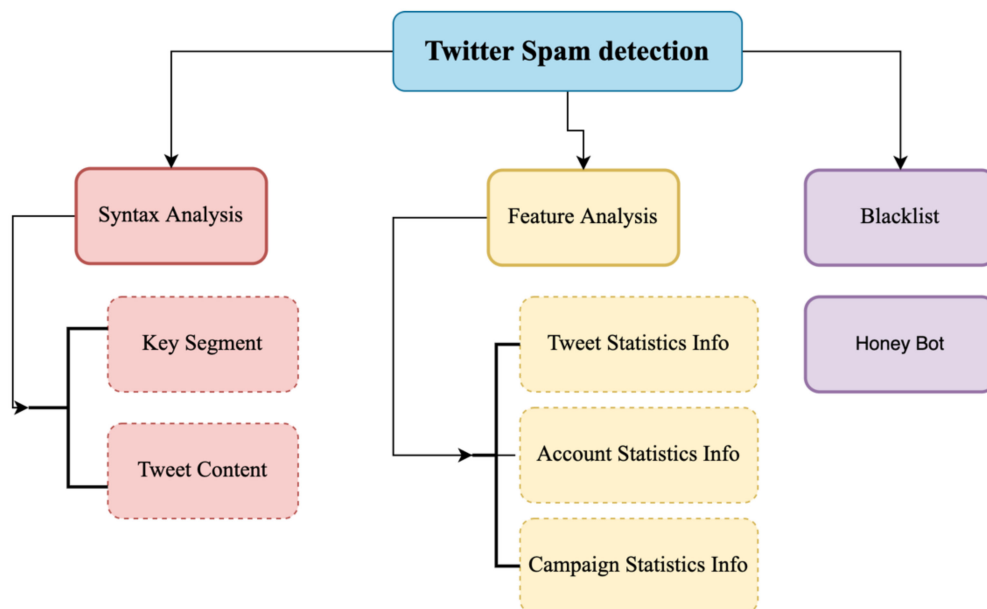 Twitter Spam detection
Syntax Analysis
Feature Analysis
Blacklist
Key Segment
Tweet Statistics Info
Honey Bot
Tweet Content
Account Statistics Info
Campaign Statistics Info